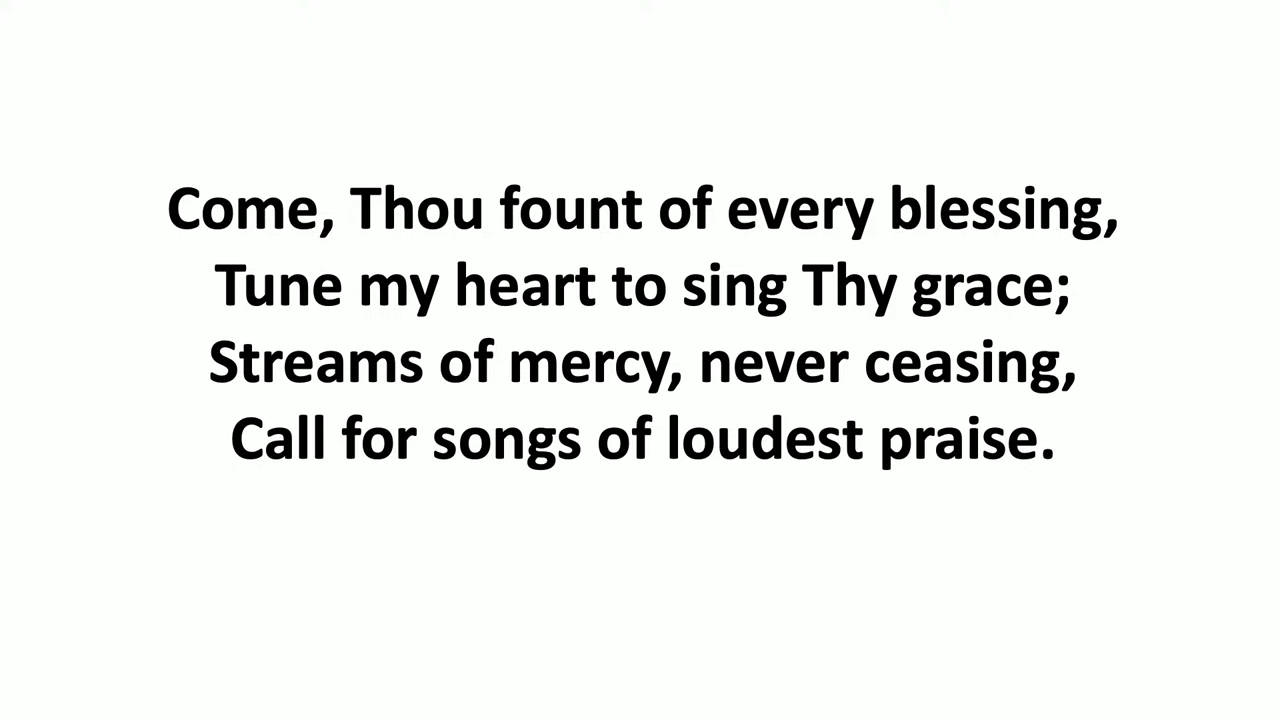 Come, Thou fount of every blessing,
Tune my heart to sing Thy grace;
Streams of mercy, never ceasing,
Call for songs of loudest praise.